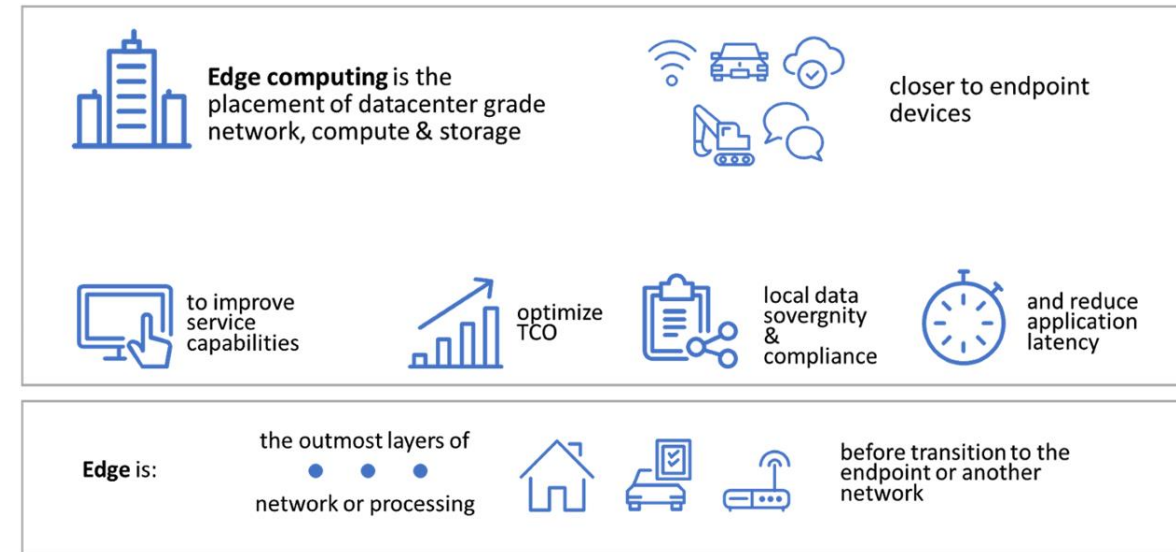 Edge computing is the
placement of datacenter grade
network, compute & storage
closer to endpoint
devices
to improve
service
capabilities
optimize
TCO
local data
sovergnity
&
compliance
and reduce
application
latency
Edge is:
the outmost layers of
network or processing
before transition to the
endpoint or another
network